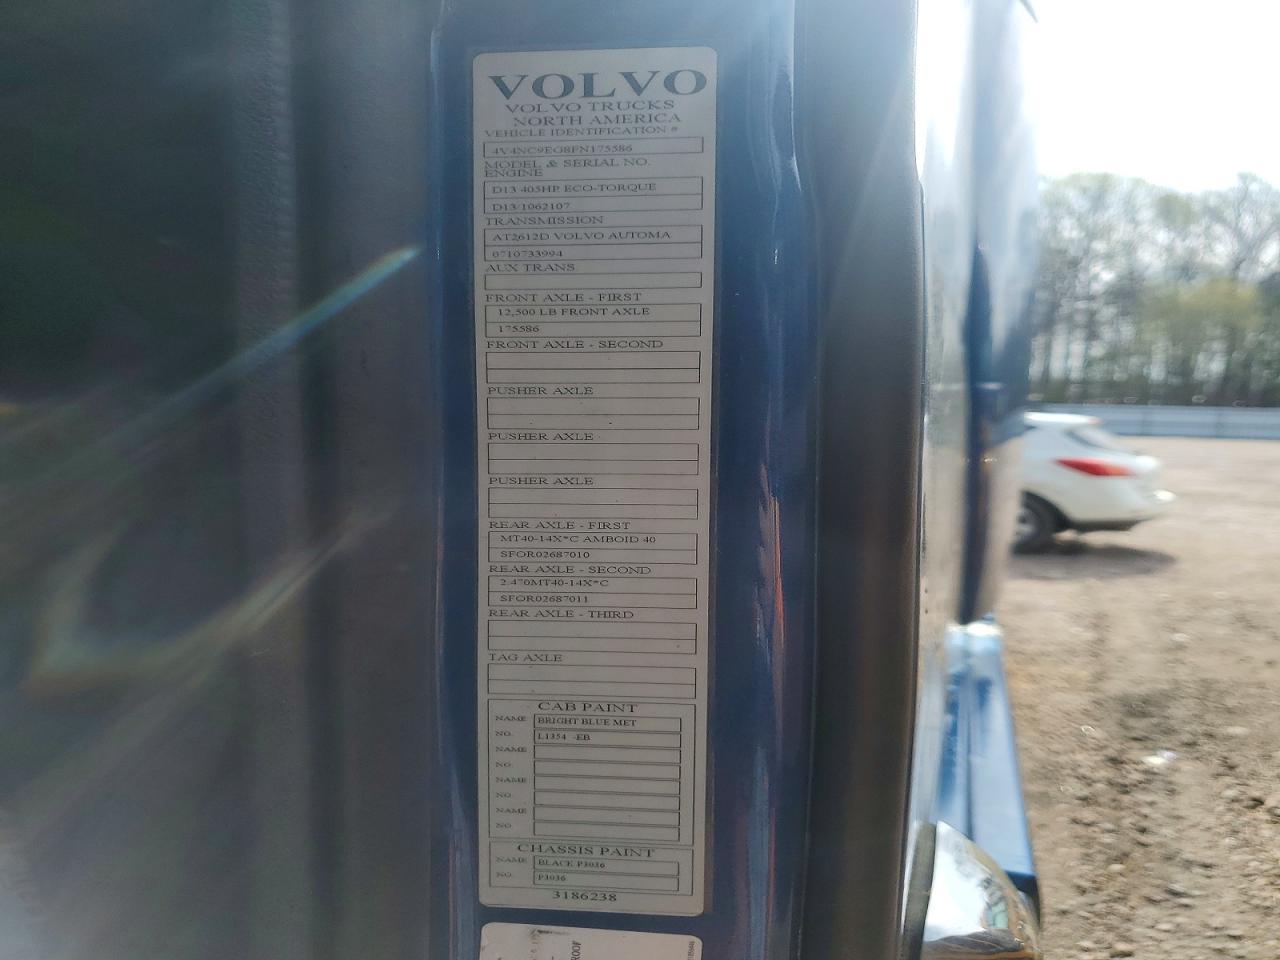 VOLVO
VOLVO TRUCKS
NORTH AMERICA
VEHICLE IDENTIFICATION #
4V4NC9EG8FN175586
MODEL & SERIAL NO.
ENGINE
D13 405HP. ECO-TORQUE
D13/1062107
TRANSMISSION
AT2612D VOLVO AUTOMA
0710733994
AUX TRANS
FRONT AXLE - FIRST
12,500 LB FRONT AXLE
175586
FRONT AXLE - SECOND
PUSHER AXLE
PUSHER AXLE
PUSHER AXLE
REAR AXLE - FIRST
MT40-14X*C AMBOID 40
SFOR02687010
REAR AXLE - SECOND
2.470MT40-14X*C
SFOR02687011
REAR AXLE - THIRD
TAG AXLE
CAB PAINT
NAME BRIGHT BLUE MET
NO. L1354 -EB
NAME
NO.
NAME
NO.
NAME
NO.
CHASSIS PAINT
NAME BLACK P3036
NO. P3036
3186238
ROOF